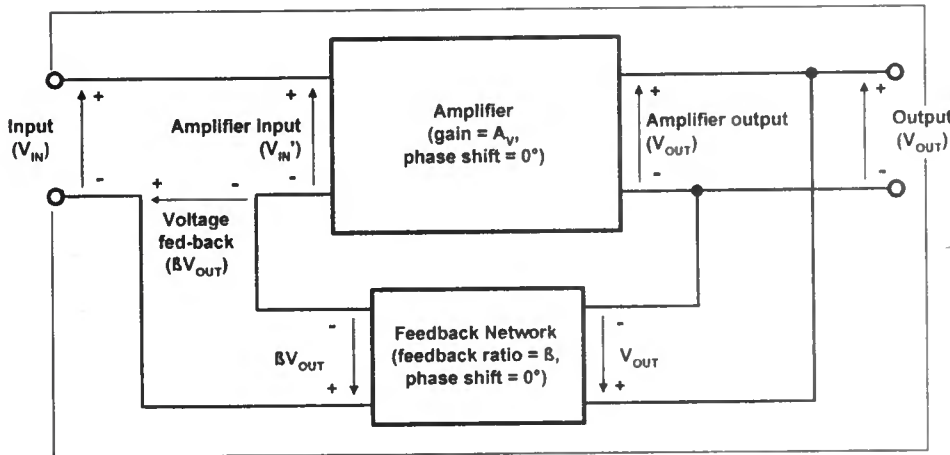 Amplifier
(gain = Aᵥ,
phase shift = 0°)
Input
(V_IN)
+
-
Amplifier Input
(V_IN')
+
-
+
-
Amplifier output
(V_OUT)
+
-
Output
(V_OUT)
+
-
Voltage
fed-back
(ßV_OUT)
Feedback Network
(feedback ratio = ß,
phase shift = 0°)
-
ßV_OUT
+
-
V_OUT
+